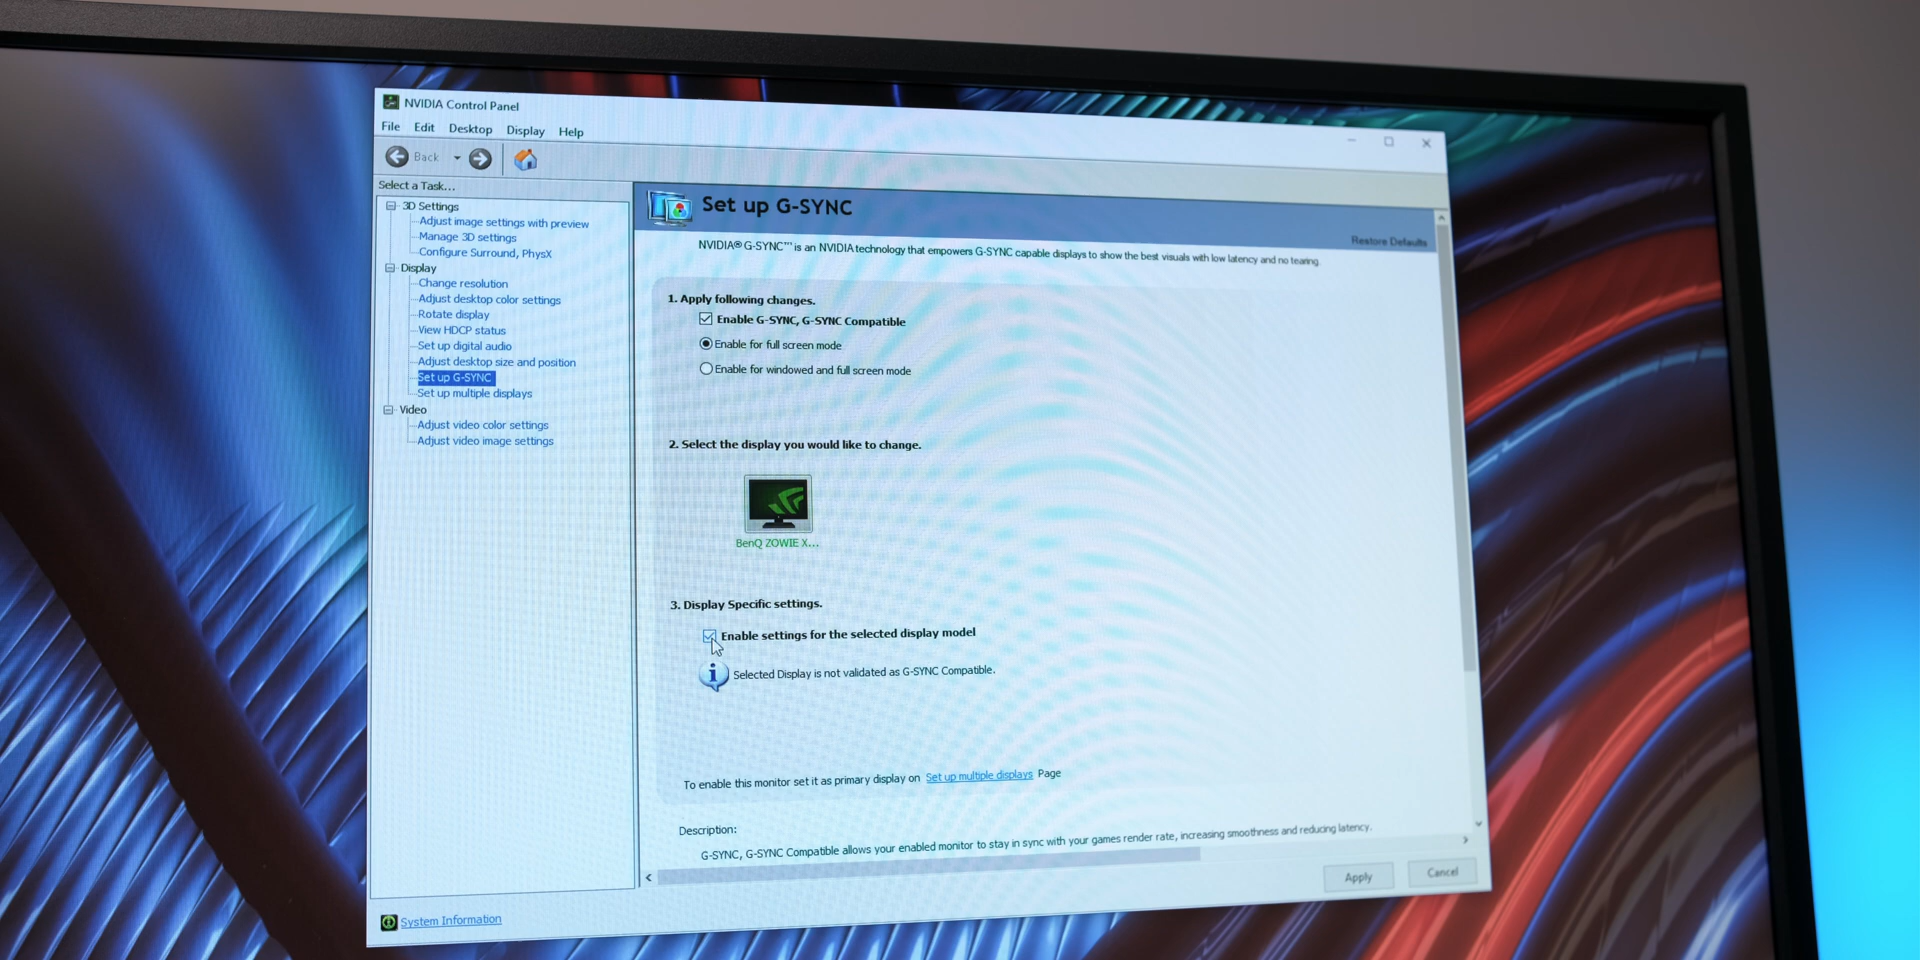 NVIDIA Control Panel
File Edit Desktop Display Help
Back
Select a Task...
3D Settings
Adjust image settings with preview
Manage 3D settings
Configure Surround, PhysX
Display
Change resolution
Adjust desktop color settings
Rotate display
View HDCP status
Set up digital audio
Adjust desktop size and position
Set up G-SYNC
Set up multiple displays
Video
Adjust video color settings
Adjust video image settings
System Information
Set up G-SYNC
Restore Defaults
NVIDIA® G-SYNC™ is an NVIDIA technology that empowers G-SYNC capable displays to show the best visuals with low latency and no tearing.
1. Apply following changes.
Enable G-SYNC, G-SYNC Compatible
Enable for full screen mode
Enable for windowed and full screen mode
2. Select the display you would like to change.
BenQ ZOWIE X...
3. Display Specific settings.
Enable settings for the selected display model
Selected Display is not validated as G-SYNC Compatible.
To enable this monitor set it as primary display on Set up multiple displays Page
Description:
G-SYNC, G-SYNC Compatible allows your enabled monitor to stay in sync with your games render rate, increasing smoothness and reducing latency.
Apply Cancel